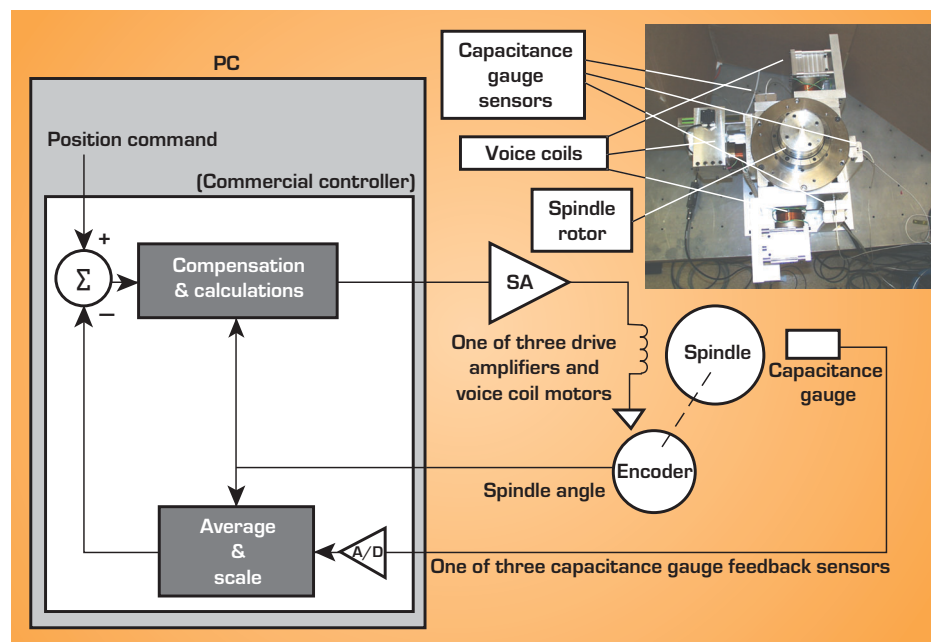 PC
Position command
(Commercial controller)
+
Σ
−
Compensation
& calculations
Average
&
scale
A/D
SA
One of three drive
amplifiers and
voice coil motors
Spindle
Capacitance
gauge
Encoder
Spindle angle
One of three capacitance gauge feedback sensors
Capacitance
gauge
sensors
Voice coils
Spindle
rotor